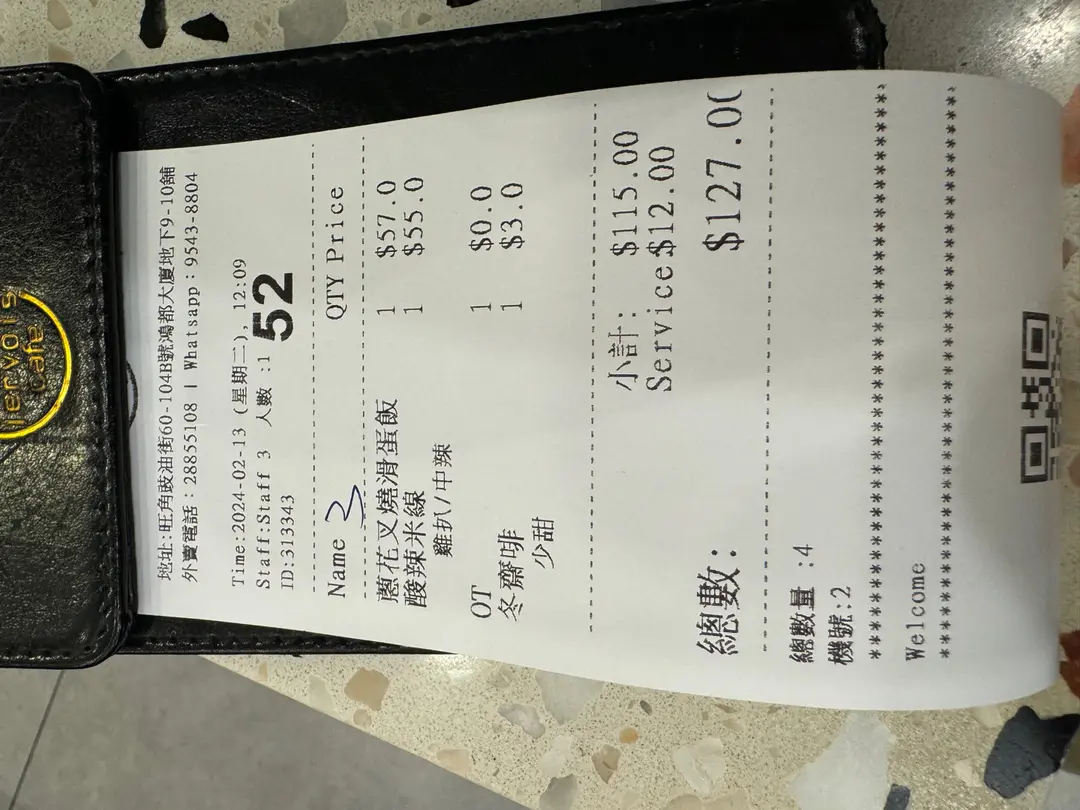 Jervois
cafe
地址:旺角豉油街60-104B號鴻都大廈地下9-10舖
外賣電話：28855108 | Whatsapp：9543-8804
Time:2024-02-13 (星期二), 12:09
Staff:Staff 3 人數 :1 52
ID:313343
Name 3 QTY Price
蔥花叉燒滑蛋飯 1 $57.0
酸辣米線 1 $55.0
雞扒/中辣
OT 1 $0.0
冬齋啡 1 $3.0
少甜
小計: $115.00
Service: $12.00
總數: $127.0
總數量 :4
機號:2
**********************************
Welcome
**********************************